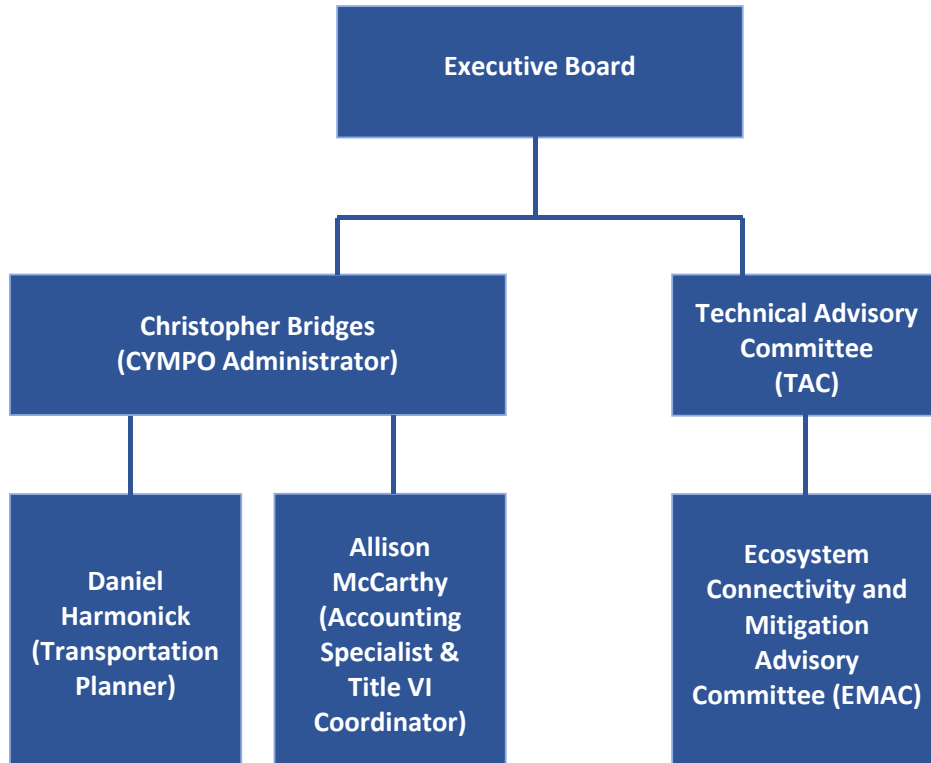 Executive Board
Christopher Bridges
(CYMPO Administrator)
Technical Advisory
Committee
(TAC)
Daniel
Harmonick
(Transportation
Planner)
Allison
McCarthy
(Accounting
Specialist &
Title VI
Coordinator)
Ecosystem
Connectivity and
Mitigation
Advisory
Committee (EMAC)